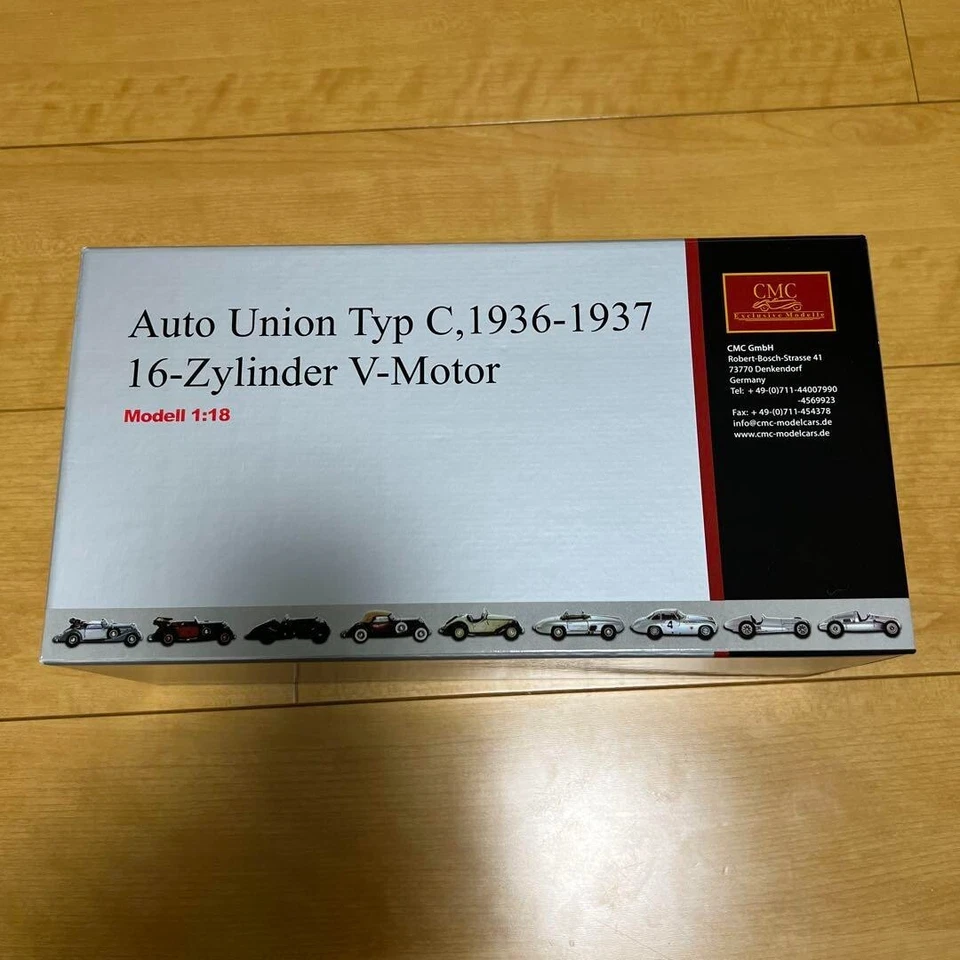 Auto Union Typ C,1936-1937
16-Zylinder V-Motor
Modell 1:18
CMC
Exclusive Modelle
CMC GmbH
Robert-Bosch-Strasse 41
73770 Denkendorf
Germany
Tel: + 49-(0)711-44007990
-4569923
Fax: + 49-(0)711-454378
info@cmc-modelcars.de
www.cmc-modelcars.de
4